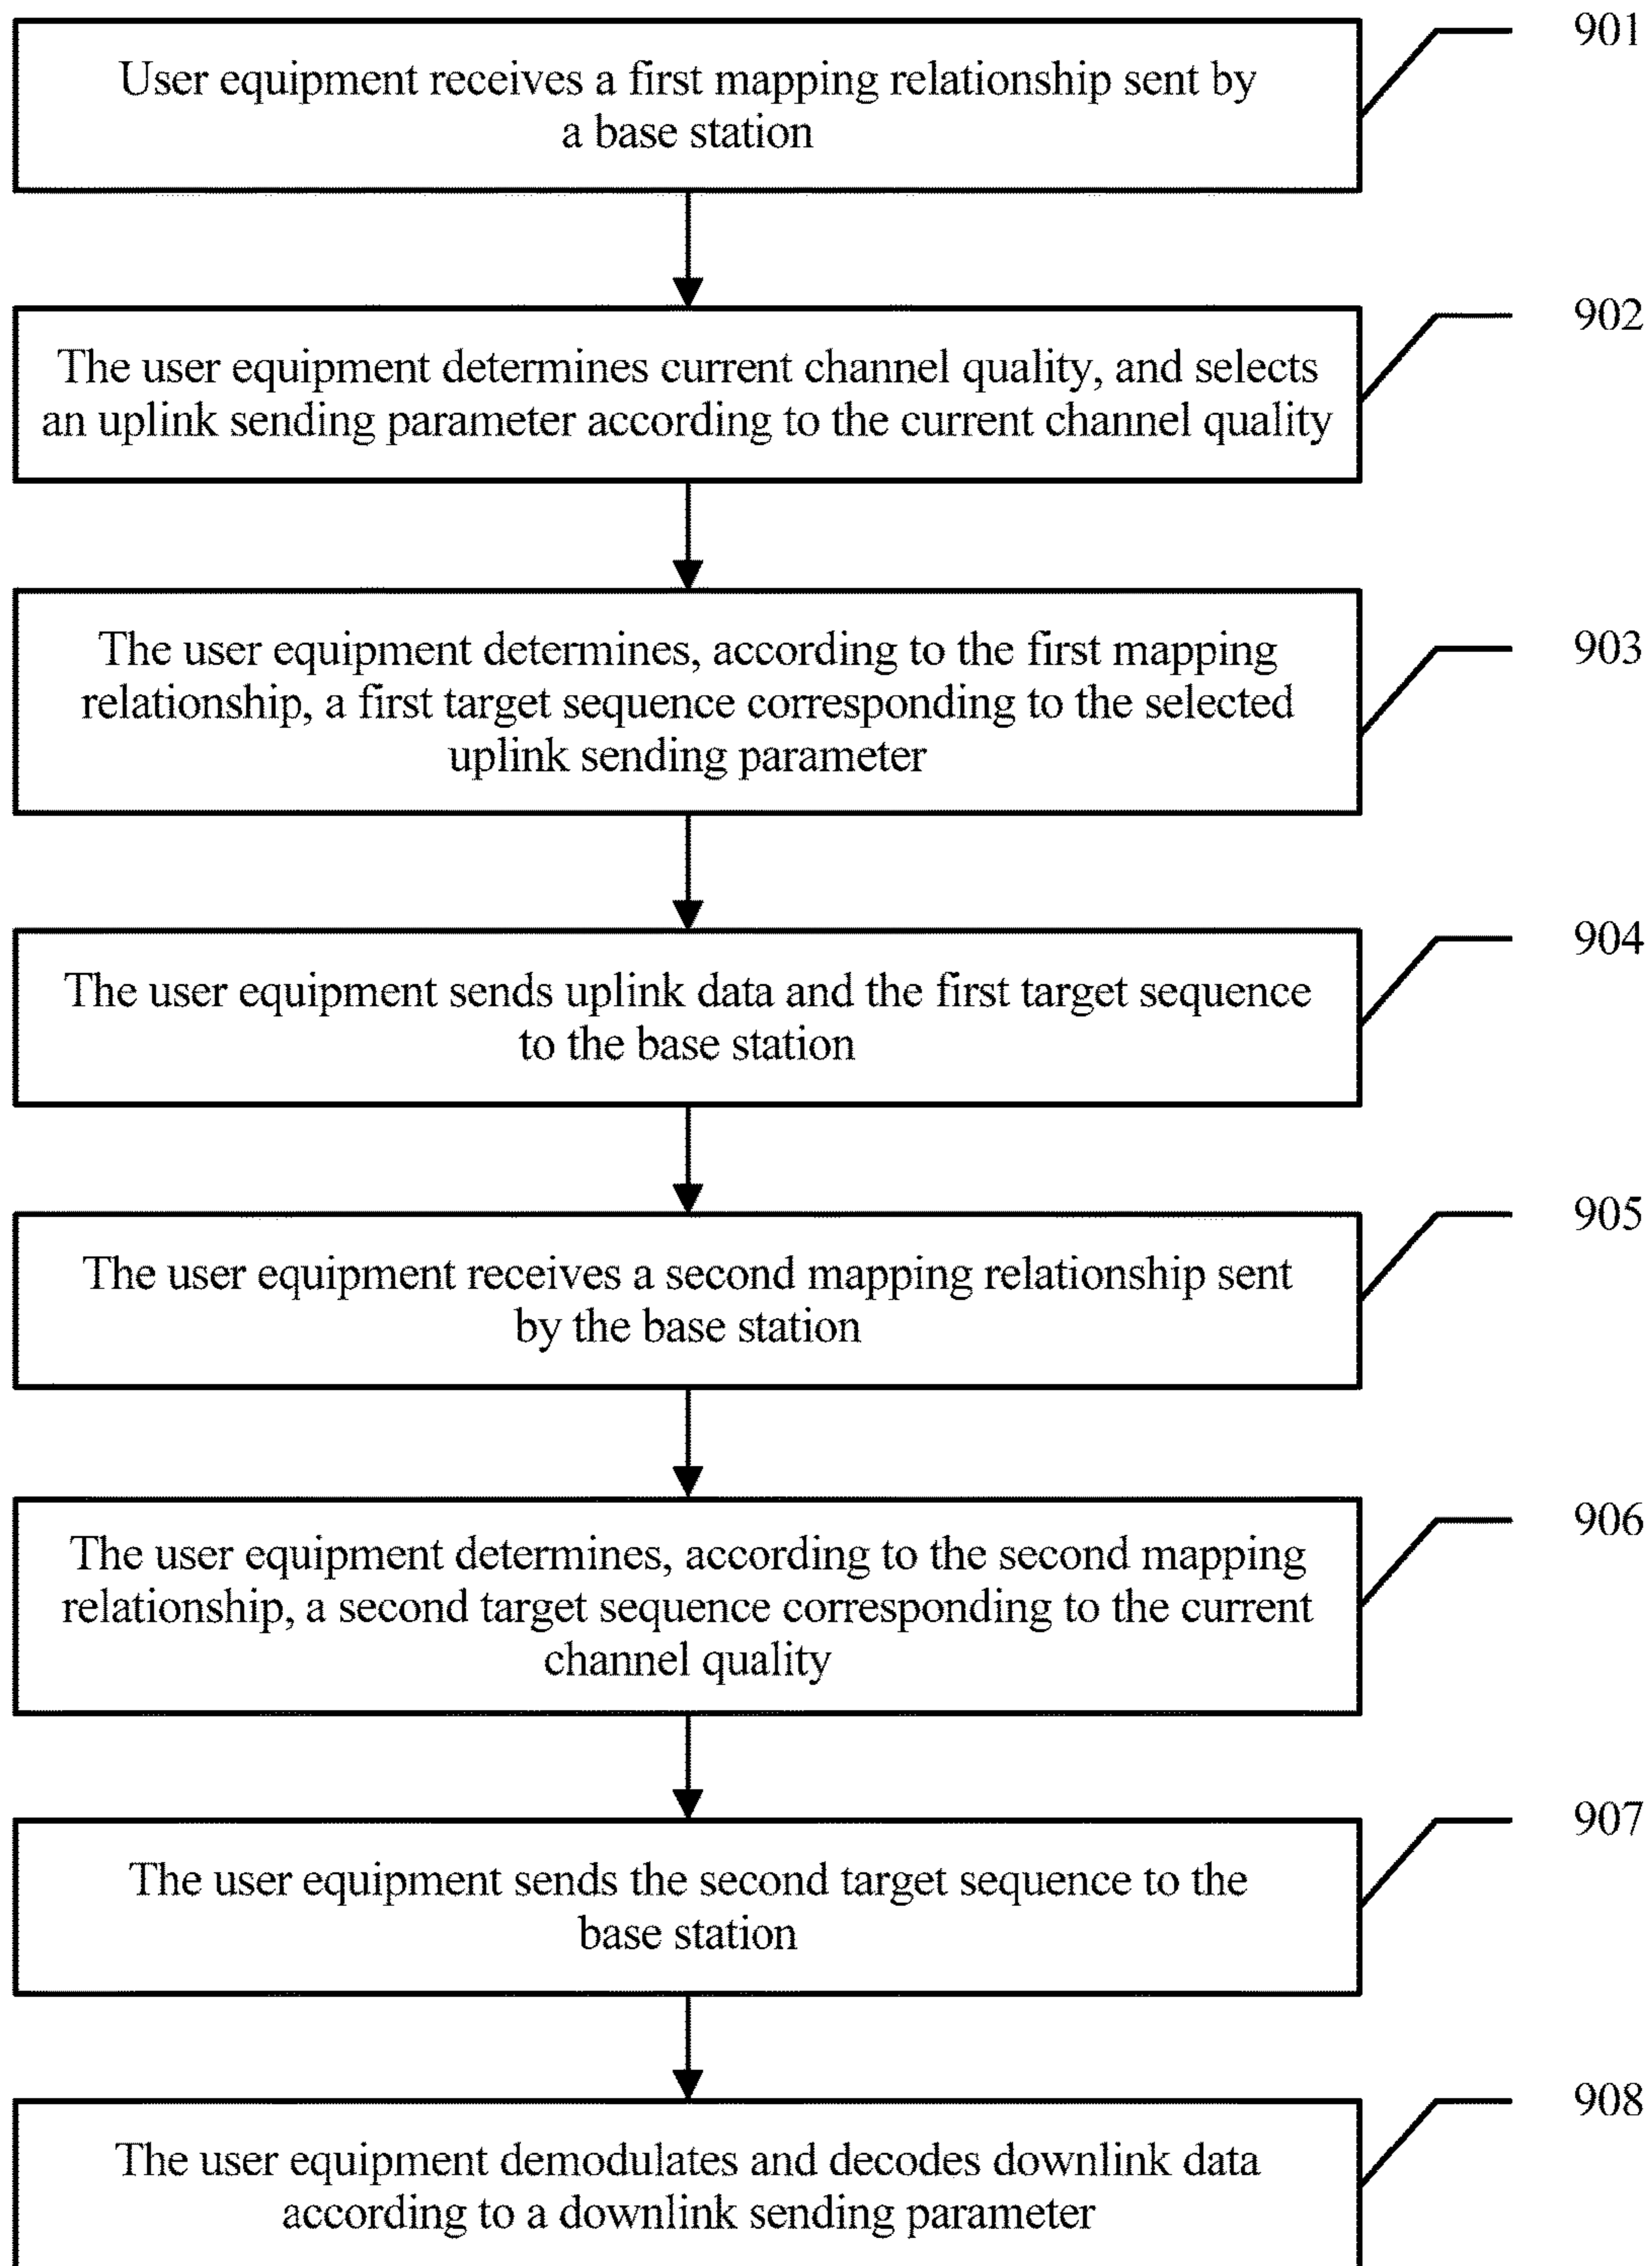 901
User equipment receives a first mapping relationship sent by
a base station
902
The user equipment determines current channel quality, and selects
an uplink sending parameter according to the current channel quality
903
The user equipment determines, according to the first mapping
relationship, a first target sequence corresponding to the selected
uplink sending parameter
904
The user equipment sends uplink data and the first target sequence
to the base station
905
The user equipment receives a second mapping relationship sent
by the base station
906
The user equipment determines, according to the second mapping
relationship, a second target sequence corresponding to the current
channel quality
907
The user equipment sends the second target sequence to the
base station
908
The user equipment demodulates and decodes downlink data
according to a downlink sending parameter